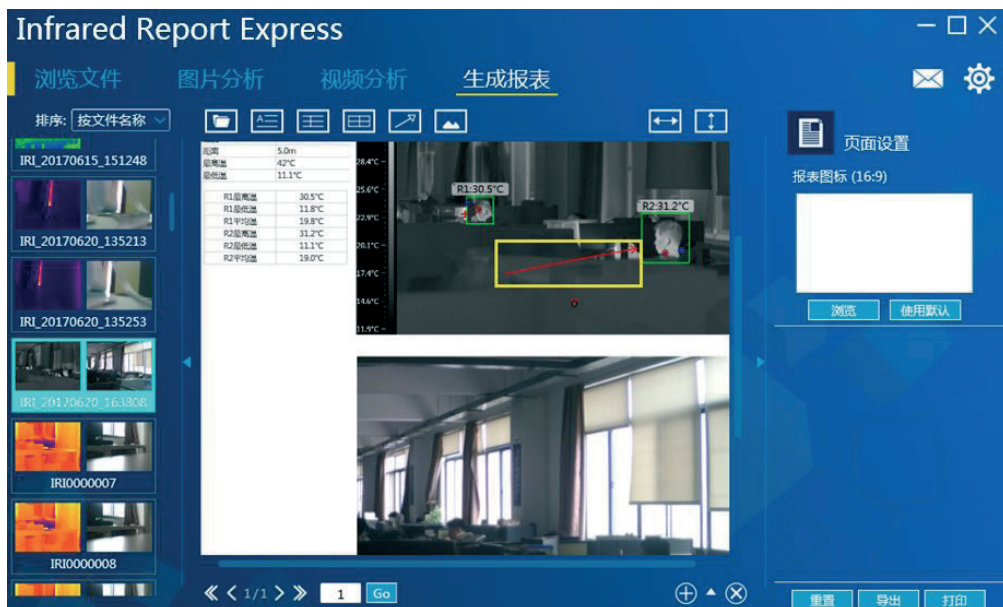 Infrared Report Express
浏览文件 图片分析 视频分析 生成报表
排序: 按文件名称
IRI_20170615_151248
IRI_20170620_135213
IRI_20170620_135253
IRI_20170620_163808
IRI0000007
IRI0000008
距离 5.0m
最高温 42°C
最低温 11.1°C
R1最高温 30.5°C
R1最低温 11.8°C
R1平均温 19.8°C
R2最高温 31.2°C
R2最低温 11.1°C
R2平均温 19.0°C
28.4°C
25.6°C
22.9°C
20.1°C
17.4°C
14.6°C
11.9°C
R1:30.5°C
R2:31.2°C
页面设置
报表图标 (16:9)
浏览 使用默认
1/1 1 Go
重置 导出 打印